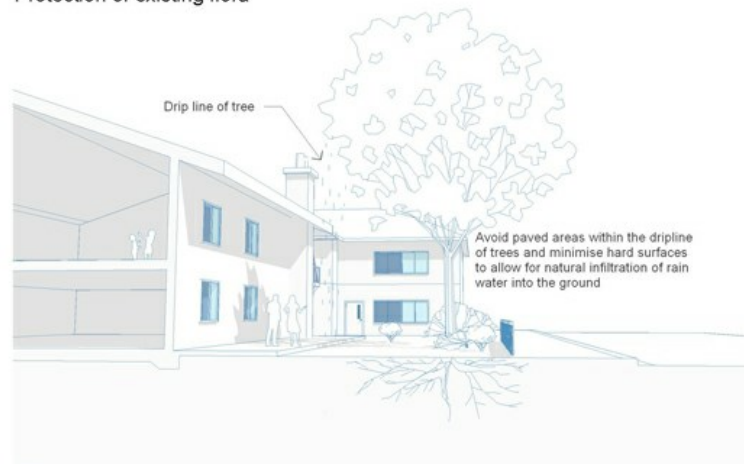 Protection of existing flora
Drip line of tree
Avoid paved areas within the dripline
of trees and minimise hard surfaces
to allow for natural infiltration of rain
water into the ground